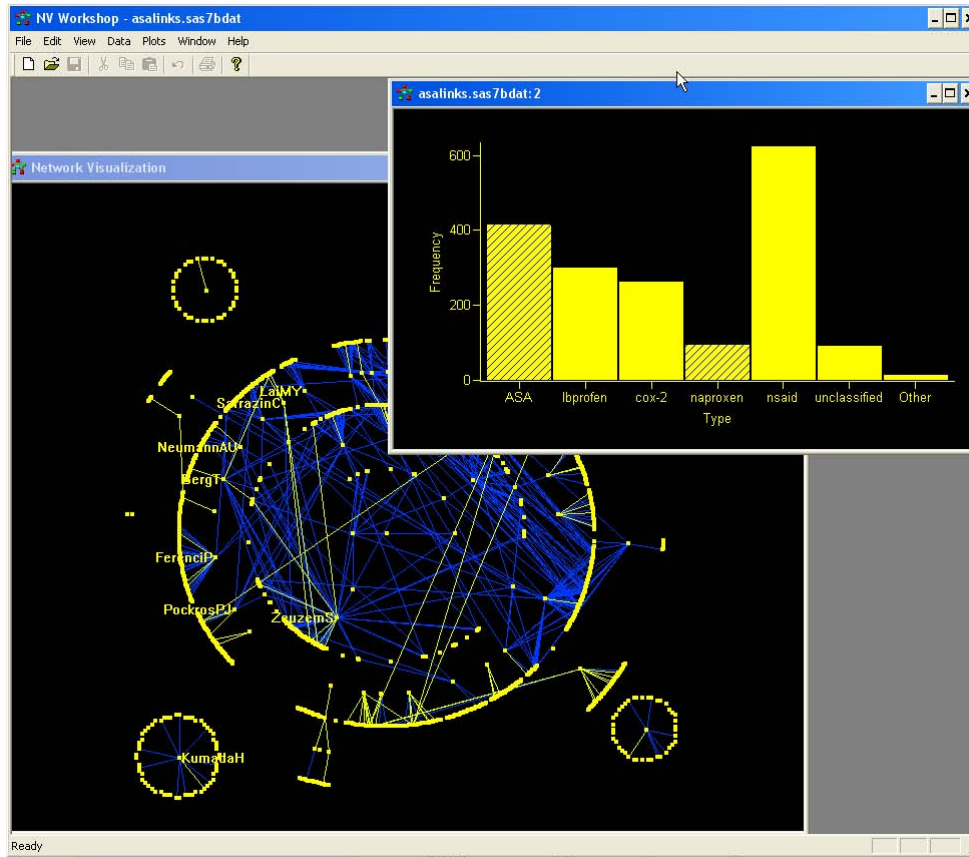 NV Workshop - asalinks.sas7bdat
File Edit View Data Plots Window Help
asalinks.sas7bdat:2
Network Visualization
600
400
200
0
Frequency
ASA Ibprofen cox-2 naproxen nsaid unclassified Other
Type
LaiMY
SarrazinC
NeumannAU
BergT
FerenciP
PockrosPJ
ZeuzemS
KumadaH
Ready